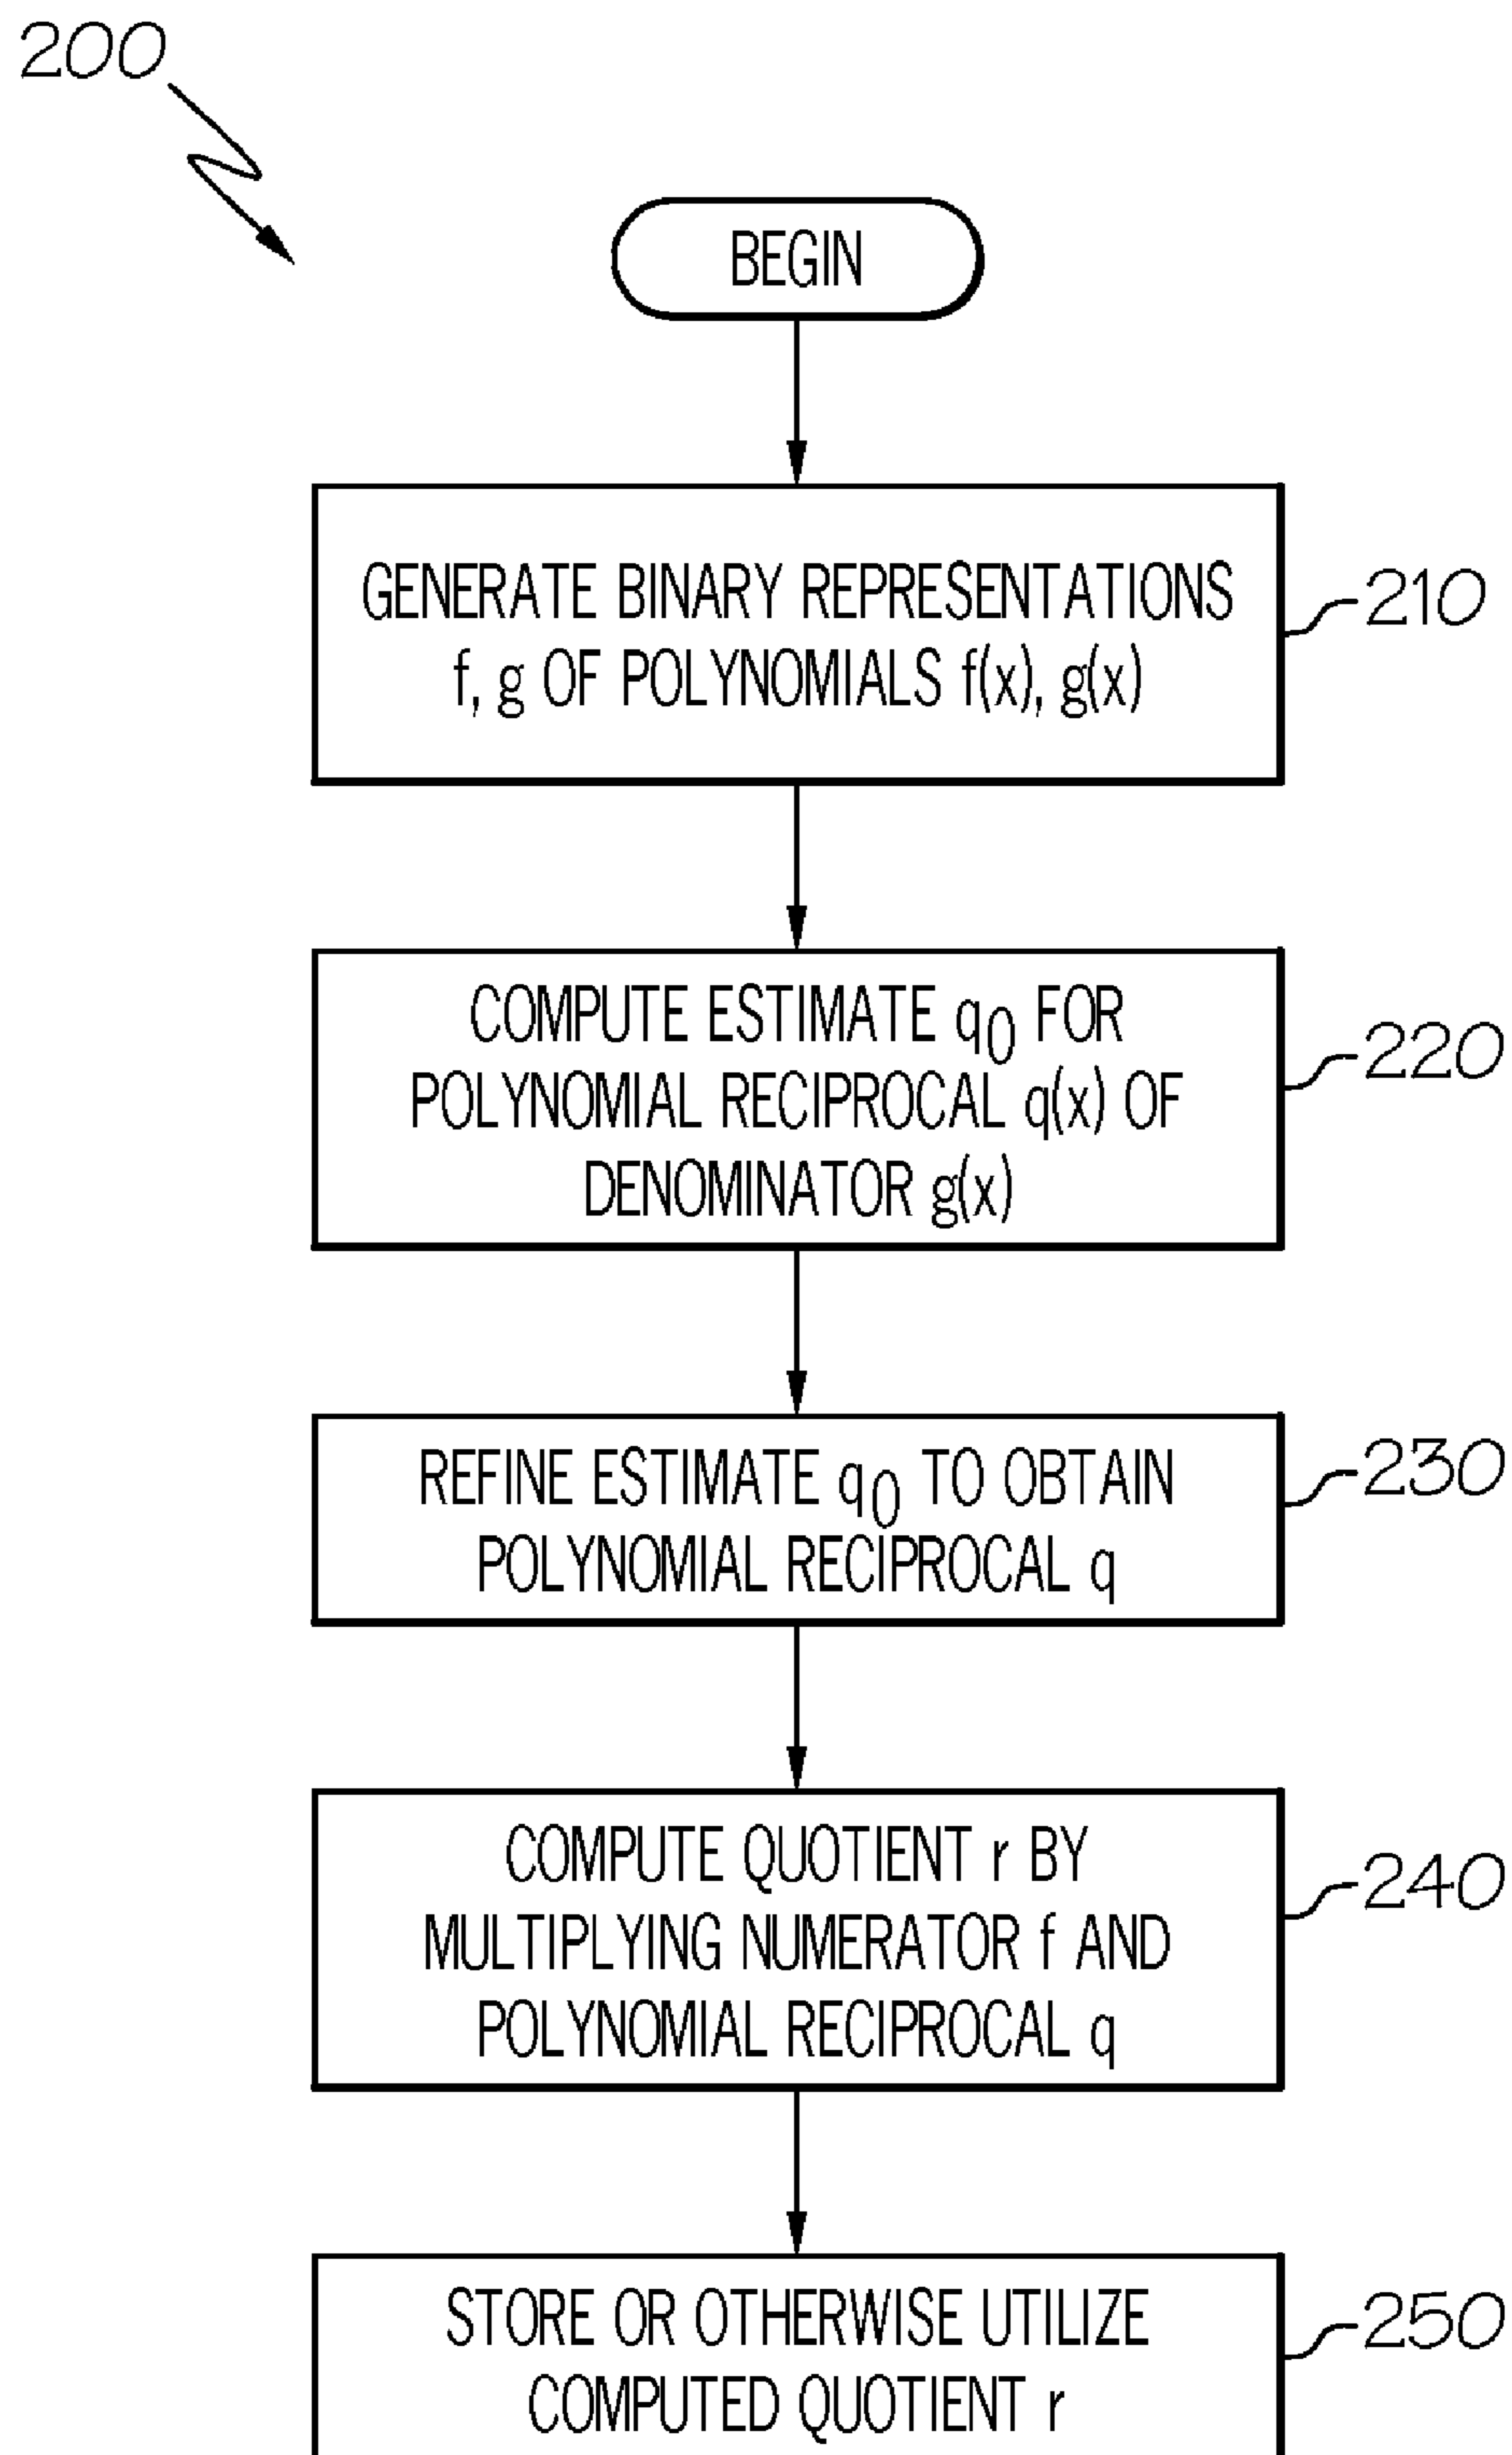 200
BEGIN
GENERATE BINARY REPRESENTATIONS
f, g OF POLYNOMIALS f(x), g(x)
210
COMPUTE ESTIMATE q0 FOR
POLYNOMIAL RECIPROCAL q(x) OF
DENOMINATOR g(x)
220
REFINE ESTIMATE q0 TO OBTAIN
POLYNOMIAL RECIPROCAL q
230
COMPUTE QUOTIENT r BY
MULTIPLYING NUMERATOR f AND
POLYNOMIAL RECIPROCAL q
240
STORE OR OTHERWISE UTILIZE
COMPUTED QUOTIENT r
250